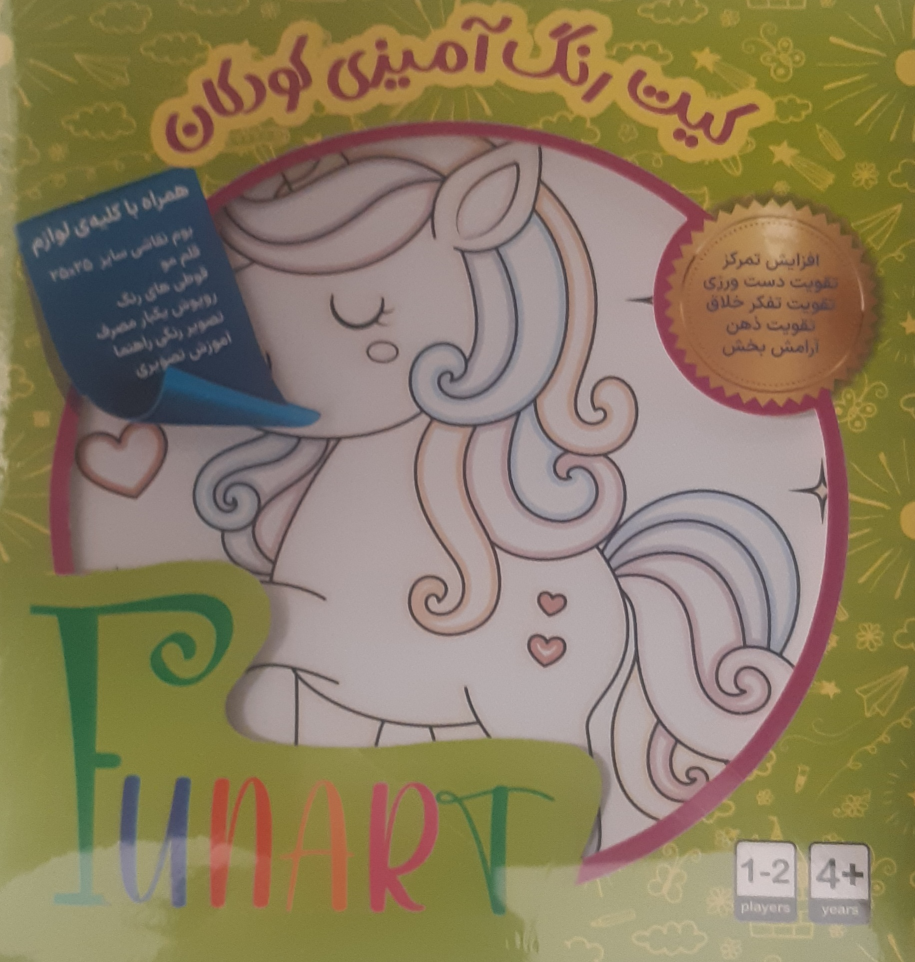 کیت رنگ آمیزی کودکان
همراه با کلیه‌ی لوازم
بوم نقاشی سایز ۲۵×۲۵
قلم مو
قوطی های رنگ
روپوش یکبار مصرف
تصویر رنگی راهنما
آموزش تصویری
افزایش تمرکز
تقویت دست ورزی
تقویت تفکر خلاق
تقویت ذهن
آرامش بخش
FUNART
1-2 4+
players years